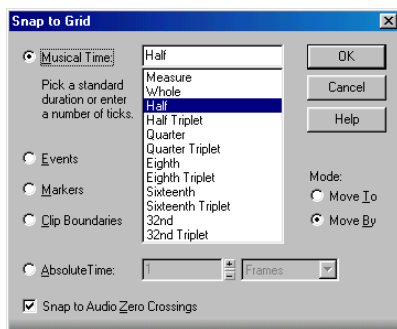 Snap to Grid
Musical Time:
Half
OK
Pick a standard
duration or enter
a number of ticks.
Measure
Whole
Half
Half Triplet
Quarter
Quarter Triplet
Eighth
Eighth Triplet
Sixteenth
Sixteenth Triplet
32nd
32nd Triplet
Cancel
Help
Events
Markers
Clip Boundaries
Mode:
Move To
Move By
AbsoluteTime:
1
Frames
Snap to Audio Zero Crossings